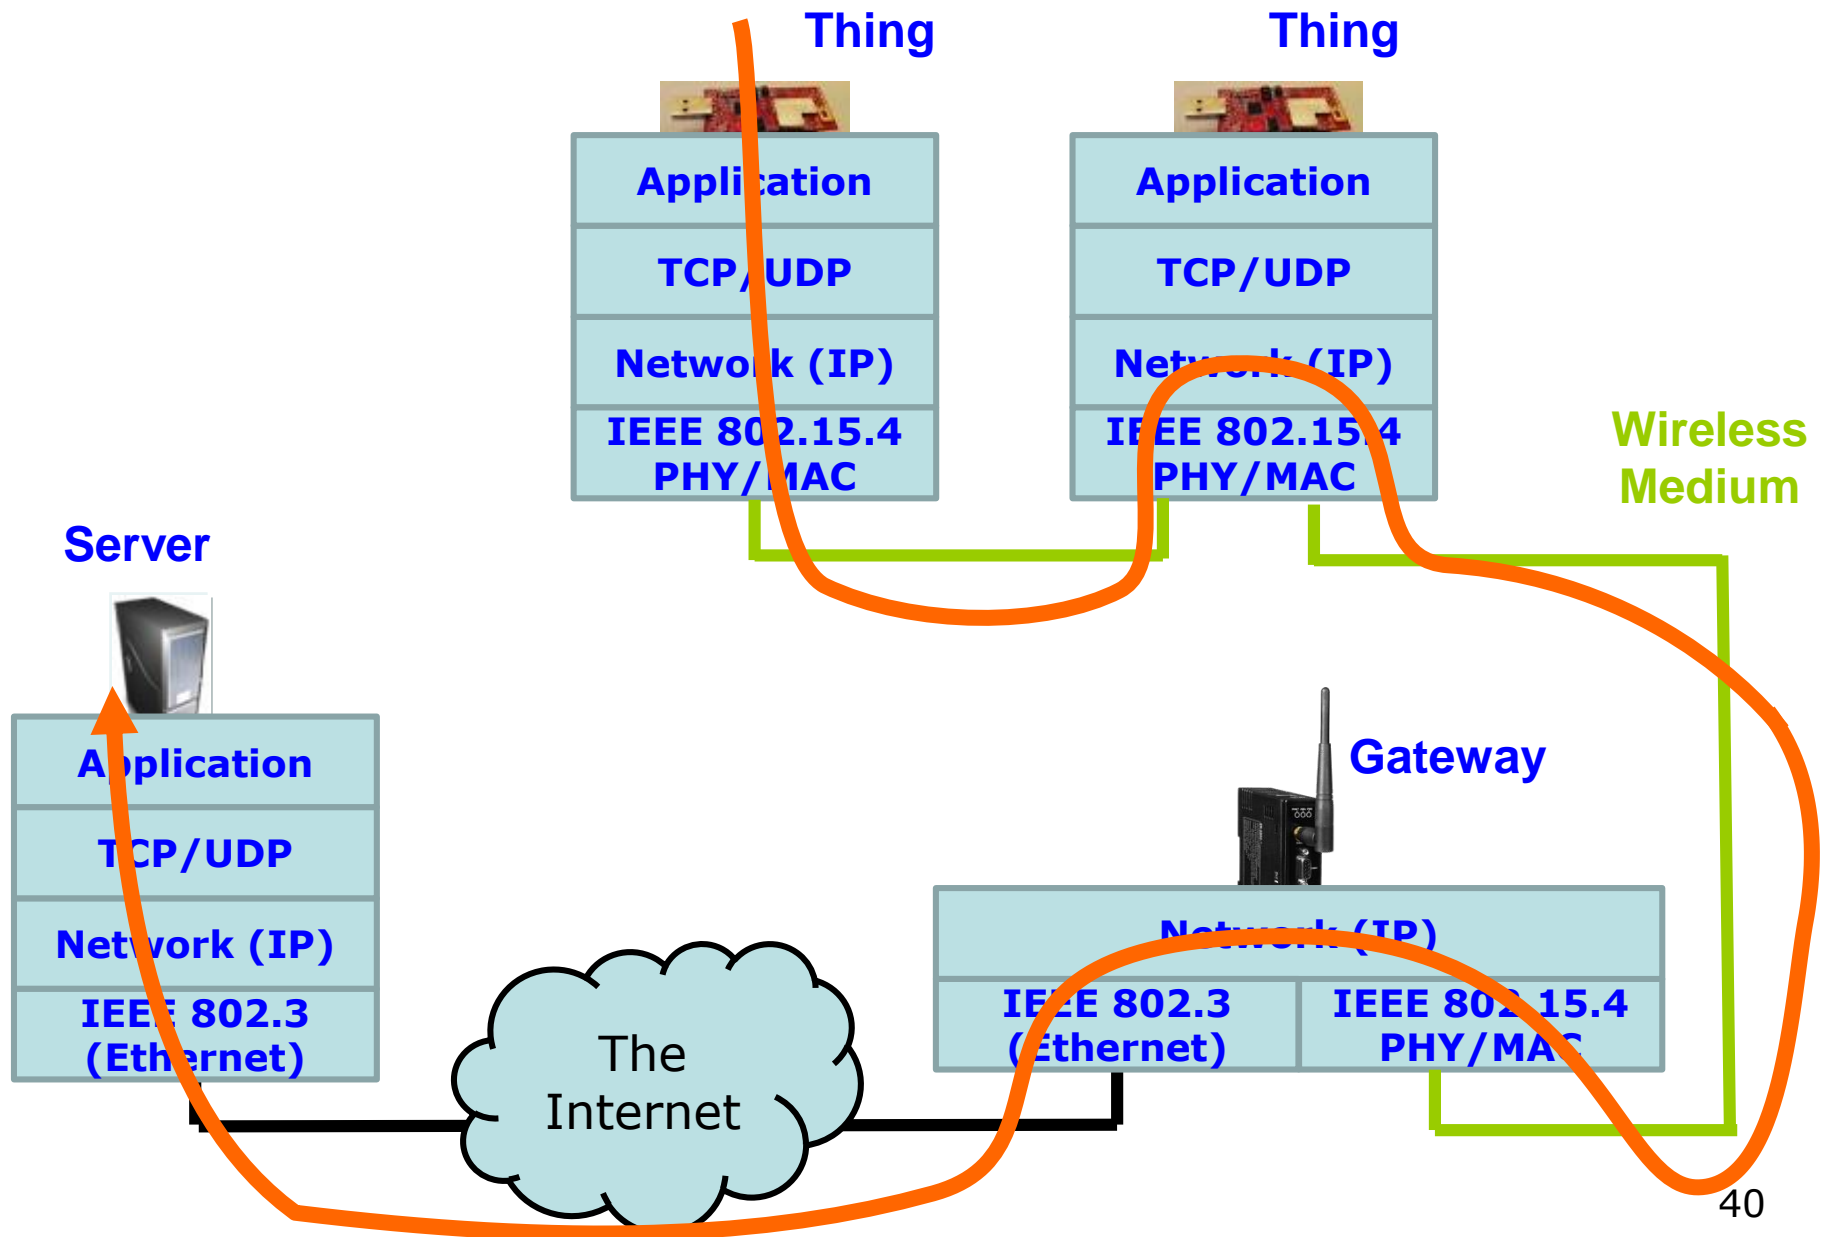 Thing
Application
TCP/UDP
Network (IP)
IEEE 802.15.4
PHY/MAC
Thing
Application
TCP/UDP
Network (IP)
IEEE 802.15.4
PHY/MAC
Wireless
Medium
Server
Application
TCP/UDP
Network (IP)
IEEE 802.3
(Ethernet)
The
Internet
Gateway
Network (IP)
IEEE 802.3
(Ethernet)
IEEE 802.15.4
PHY/MAC
40